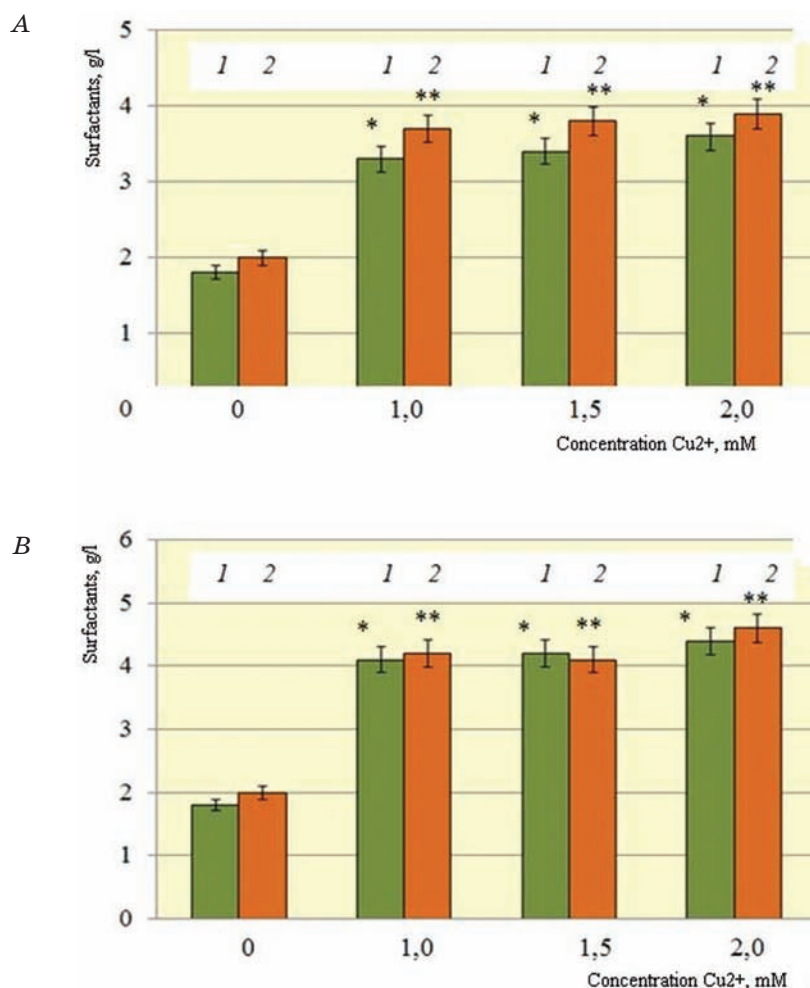 A
Surfactants, g/l
5
1 2 1 2 1 2 1 2
* ** * ** * **
4
3
2
1
0
0 1,0 1,5 2,0
Concentration Cu2+, mM
B
Surfactants, g/l
6
1 2 1 2 1 2 1 2
5
* ** * ** * **
4
3
2
1
0
0 1,0 1,5 2,0
Concentration Cu2+, mM